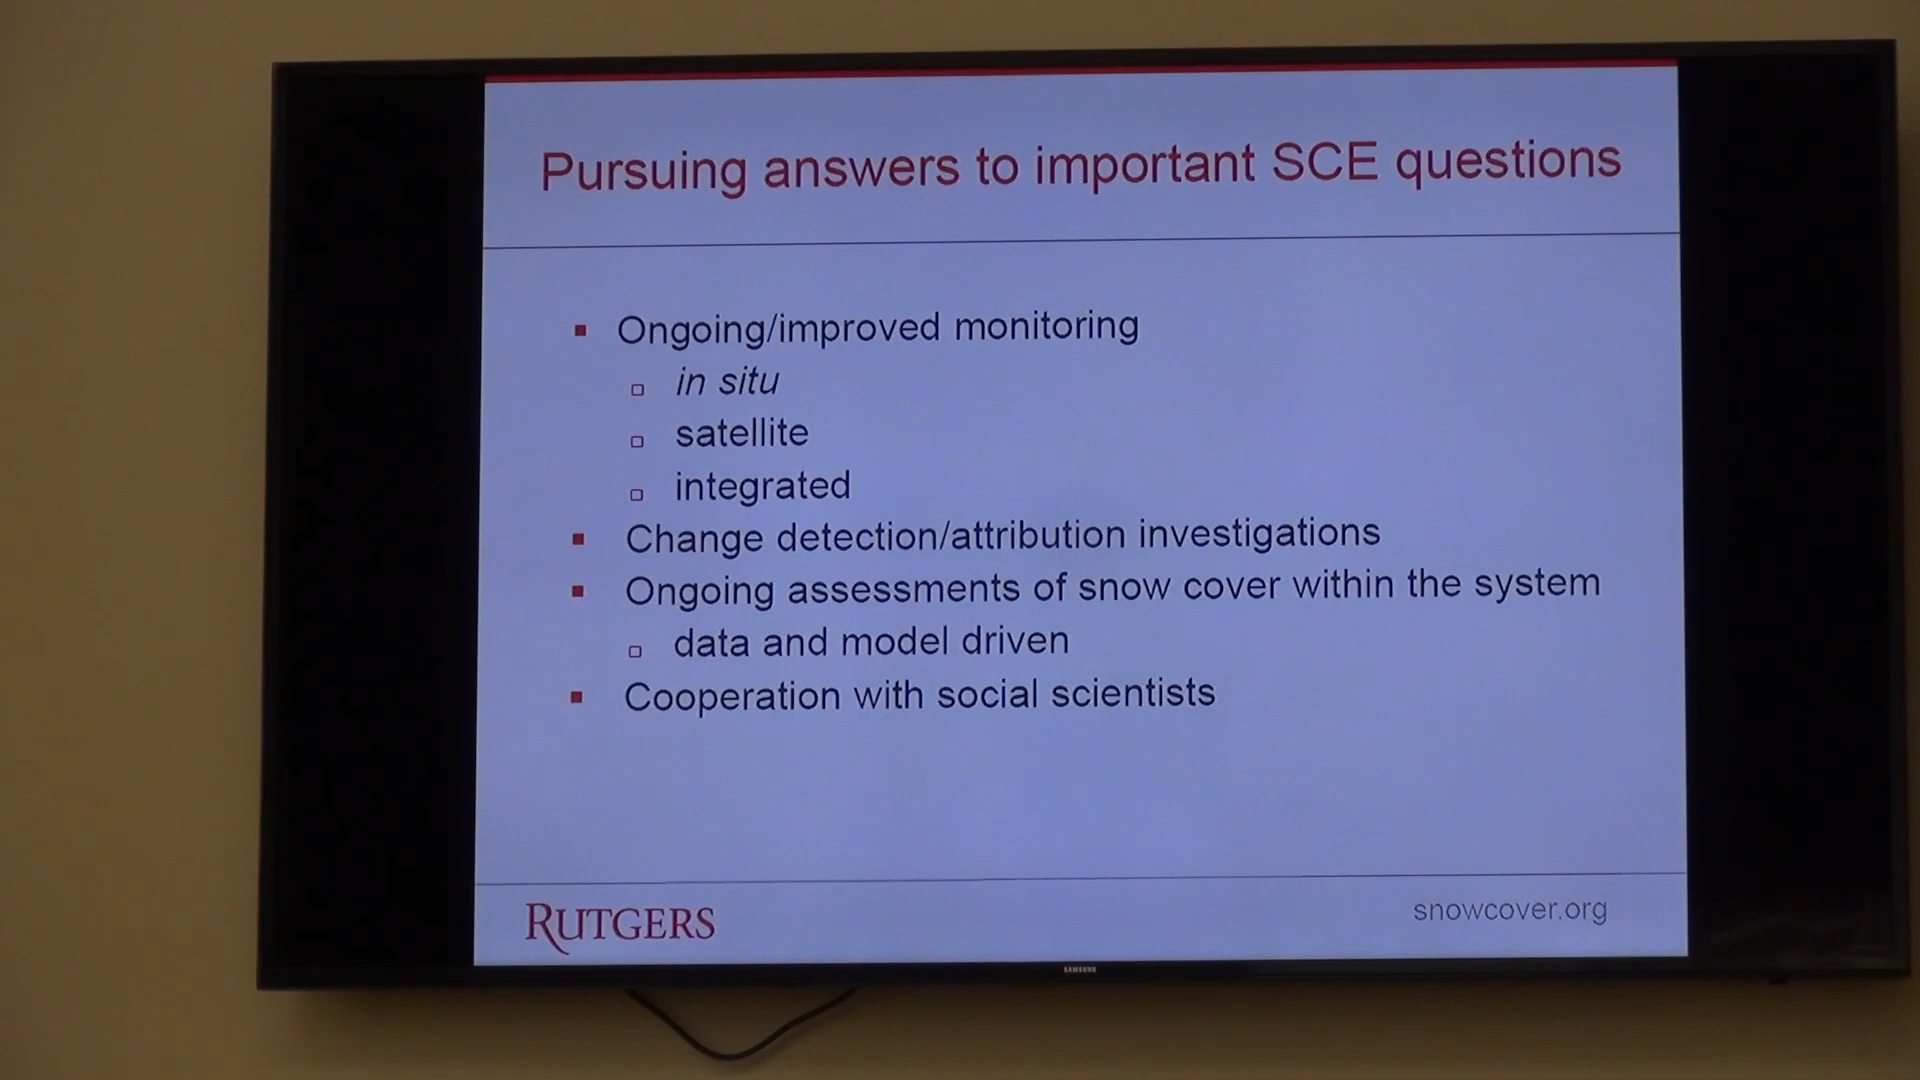 Pursuing answers to important SCE questions
Ongoing/improved monitoring
in situ
satellite
integrated
Change detection/attribution investigations
Ongoing assessments of snow cover within the system
data and model driven
Cooperation with social scientists
RUTGERS
snowcover.org
SAMSUNG